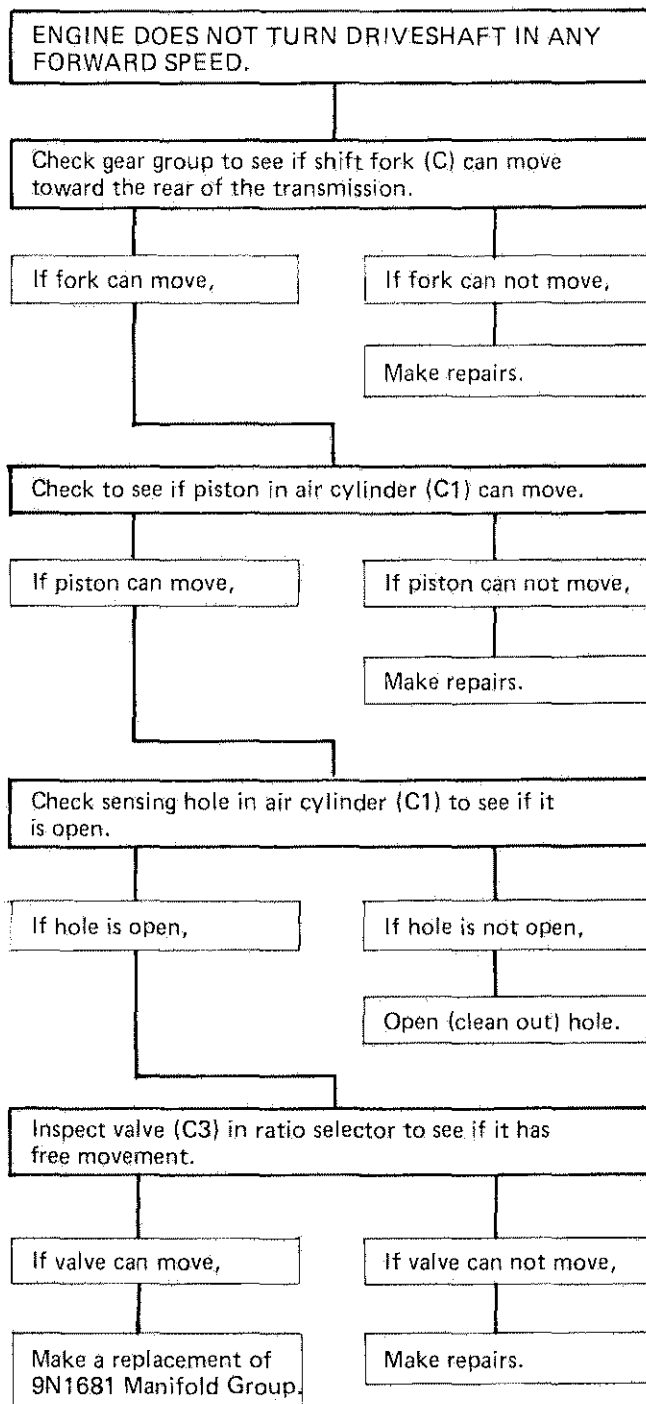 ENGINE DOES NOT TURN DRIVESHAFT IN ANY
FORWARD SPEED.
Check gear group to see if shift fork (C) can move
toward the rear of the transmission.
If fork can move,
If fork can not move,
Make repairs.
Check to see if piston in air cylinder (C1) can move.
If piston can move,
If piston can not move,
Make repairs.
Check sensing hole in air cylinder (C1) to see if it
is open.
If hole is open,
If hole is not open,
Open (clean out) hole.
Inspect valve (C3) in ratio selector to see if it has
free movement.
If valve can move,
If valve can not move,
Make a replacement of
9N1681 Manifold Group.
Make repairs.